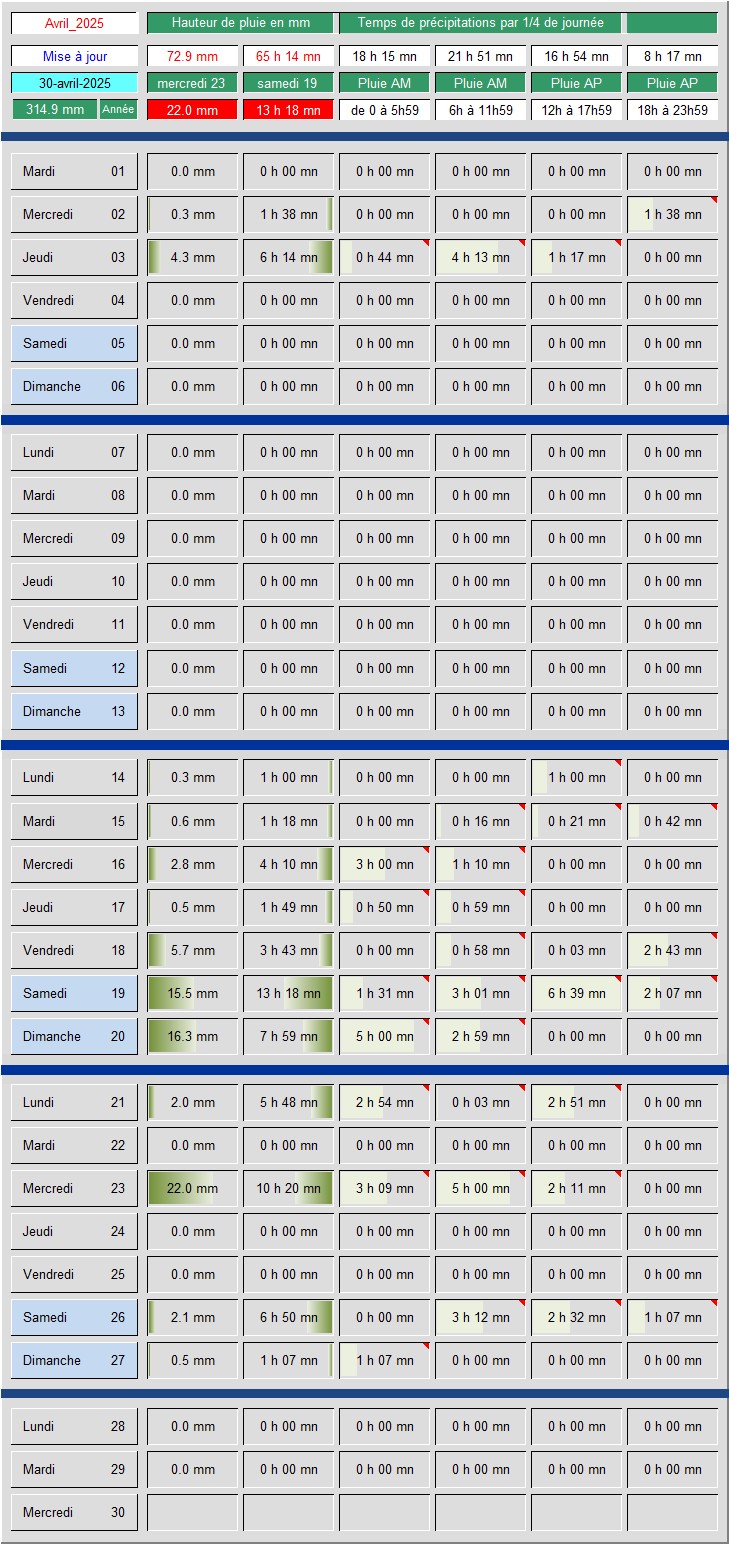 Avril_2025 Hauteur de pluie en mm Temps de précipitations par 1/4 de journée
Mise à jour 72.9 mm 65 h 14 mn 18 h 15 mn 21 h 51 mn 16 h 54 mn 8 h 17 mn
30-avril-2025 mercredi 23 samedi 19 Pluie AM Pluie AM Pluie AP Pluie AP
314.9 mm Année 22.0 mm 13 h 18 mn de 0 à 5h59 6h à 11h59 12h à 17h59 18h à 23h59
Mardi 01 0.0 mm 0 h 00 mn 0 h 00 mn 0 h 00 mn 0 h 00 mn 0 h 00 mn
Mercredi 02 0.3 mm 1 h 38 mn 0 h 00 mn 0 h 00 mn 0 h 00 mn 1 h 38 mn
Jeudi 03 4.3 mm 6 h 14 mn 0 h 44 mn 4 h 13 mn 1 h 17 mn 0 h 00 mn
Vendredi 04 0.0 mm 0 h 00 mn 0 h 00 mn 0 h 00 mn 0 h 00 mn 0 h 00 mn
Samedi 05 0.0 mm 0 h 00 mn 0 h 00 mn 0 h 00 mn 0 h 00 mn 0 h 00 mn
Dimanche 06 0.0 mm 0 h 00 mn 0 h 00 mn 0 h 00 mn 0 h 00 mn 0 h 00 mn
Lundi 07 0.0 mm 0 h 00 mn 0 h 00 mn 0 h 00 mn 0 h 00 mn 0 h 00 mn
Mardi 08 0.0 mm 0 h 00 mn 0 h 00 mn 0 h 00 mn 0 h 00 mn 0 h 00 mn
Mercredi 09 0.0 mm 0 h 00 mn 0 h 00 mn 0 h 00 mn 0 h 00 mn 0 h 00 mn
Jeudi 10 0.0 mm 0 h 00 mn 0 h 00 mn 0 h 00 mn 0 h 00 mn 0 h 00 mn
Vendredi 11 0.0 mm 0 h 00 mn 0 h 00 mn 0 h 00 mn 0 h 00 mn 0 h 00 mn
Samedi 12 0.0 mm 0 h 00 mn 0 h 00 mn 0 h 00 mn 0 h 00 mn 0 h 00 mn
Dimanche 13 0.0 mm 0 h 00 mn 0 h 00 mn 0 h 00 mn 0 h 00 mn 0 h 00 mn
Lundi 14 0.3 mm 1 h 00 mn 0 h 00 mn 0 h 00 mn 1 h 00 mn 0 h 00 mn
Mardi 15 0.6 mm 1 h 18 mn 0 h 00 mn 0 h 16 mn 0 h 21 mn 0 h 42 mn
Mercredi 16 2.8 mm 4 h 10 mn 3 h 00 mn 1 h 10 mn 0 h 00 mn 0 h 00 mn
Jeudi 17 0.5 mm 1 h 49 mn 0 h 50 mn 0 h 59 mn 0 h 00 mn 0 h 00 mn
Vendredi 18 5.7 mm 3 h 43 mn 0 h 00 mn 0 h 58 mn 0 h 03 mn 2 h 43 mn
Samedi 19 15.5 mm 13 h 18 mn 1 h 31 mn 3 h 01 mn 6 h 39 mn 2 h 07 mn
Dimanche 20 16.3 mm 7 h 59 mn 5 h 00 mn 2 h 59 mn 0 h 00 mn 0 h 00 mn
Lundi 21 2.0 mm 5 h 48 mn 2 h 54 mn 0 h 03 mn 2 h 51 mn 0 h 00 mn
Mardi 22 0.0 mm 0 h 00 mn 0 h 00 mn 0 h 00 mn 0 h 00 mn 0 h 00 mn
Mercredi 23 22.0 mm 10 h 20 mn 3 h 09 mn 5 h 00 mn 2 h 11 mn 0 h 00 mn
Jeudi 24 0.0 mm 0 h 00 mn 0 h 00 mn 0 h 00 mn 0 h 00 mn 0 h 00 mn
Vendredi 25 0.0 mm 0 h 00 mn 0 h 00 mn 0 h 00 mn 0 h 00 mn 0 h 00 mn
Samedi 26 2.1 mm 6 h 50 mn 0 h 00 mn 3 h 12 mn 2 h 32 mn 1 h 07 mn
Dimanche 27 0.5 mm 1 h 07 mn 1 h 07 mn 0 h 00 mn 0 h 00 mn 0 h 00 mn
Lundi 28 0.0 mm 0 h 00 mn 0 h 00 mn 0 h 00 mn 0 h 00 mn 0 h 00 mn
Mardi 29 0.0 mm 0 h 00 mn 0 h 00 mn 0 h 00 mn 0 h 00 mn 0 h 00 mn
Mercredi 30